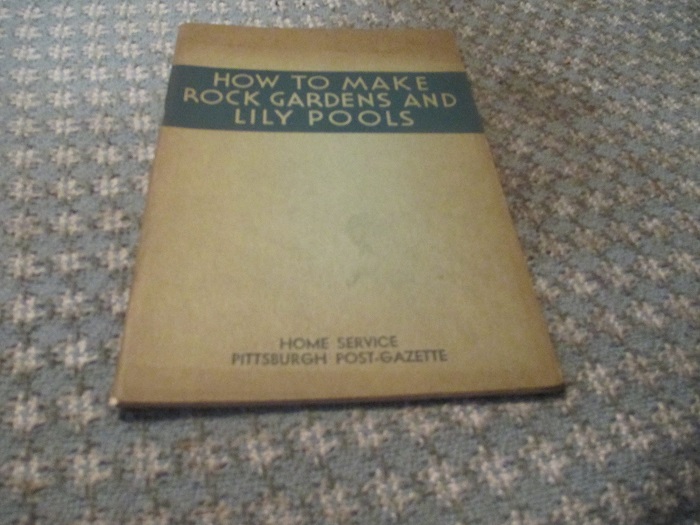 HOW TO MAKE
ROCK GARDENS AND
LILY POOLS
HOME SERVICE
PITTSBURGH POST-GAZETTE